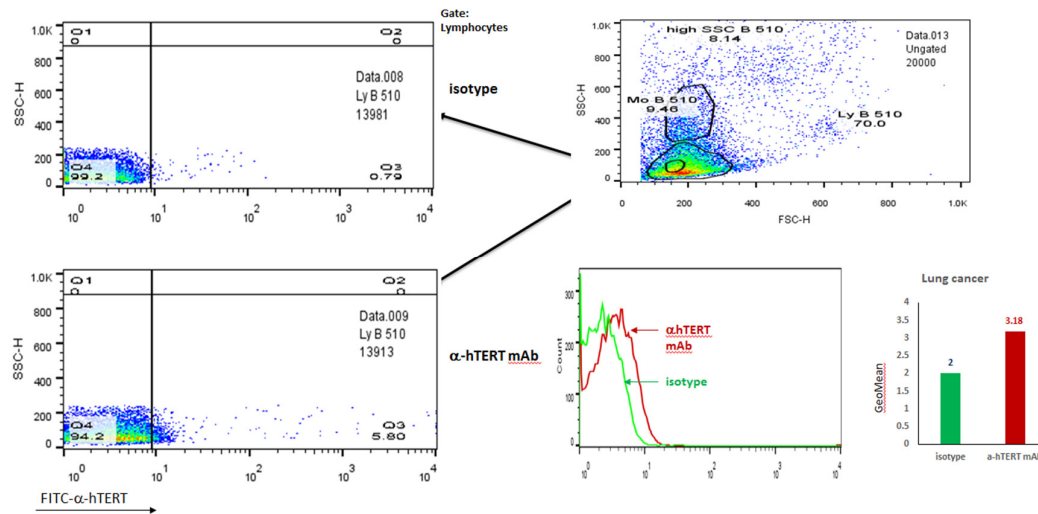 Gate:
Lymphocytes
1.0K
Q1
0
Q2
0
800
600
400
200
0
SSC-H
Data.008
Ly B 510
13981
Q4
99.2
Q3
0.79
10^0
10^1
10^2
10^3
10^4
isotype
1.0K
800
600
400
200
0
SSC-H
high SSC B 510
8.14
Data.013
Ungated
20000
Mo B 510
9.46
Ly B 510
70.0
0
200
400
600
800
1.0K
FSC-H
1.0K
Q1
0
Q2
0
800
600
400
200
0
SSC-H
Data.009
Ly B 510
13913
Q4
94.2
Q3
5.80
10^0
10^1
10^2
10^3
10^4
FITC-α-hTERT
α-hTERT mAb
300
200
100
0
Count
αhTERT
mAb
isotype
10^0
10^1
10^2
10^3
10^4
Lung cancer
4
3.5
3
2.5
2
1.5
1
0.5
0
GeoMean
2
3.18
isotype
a-hTERT mAb